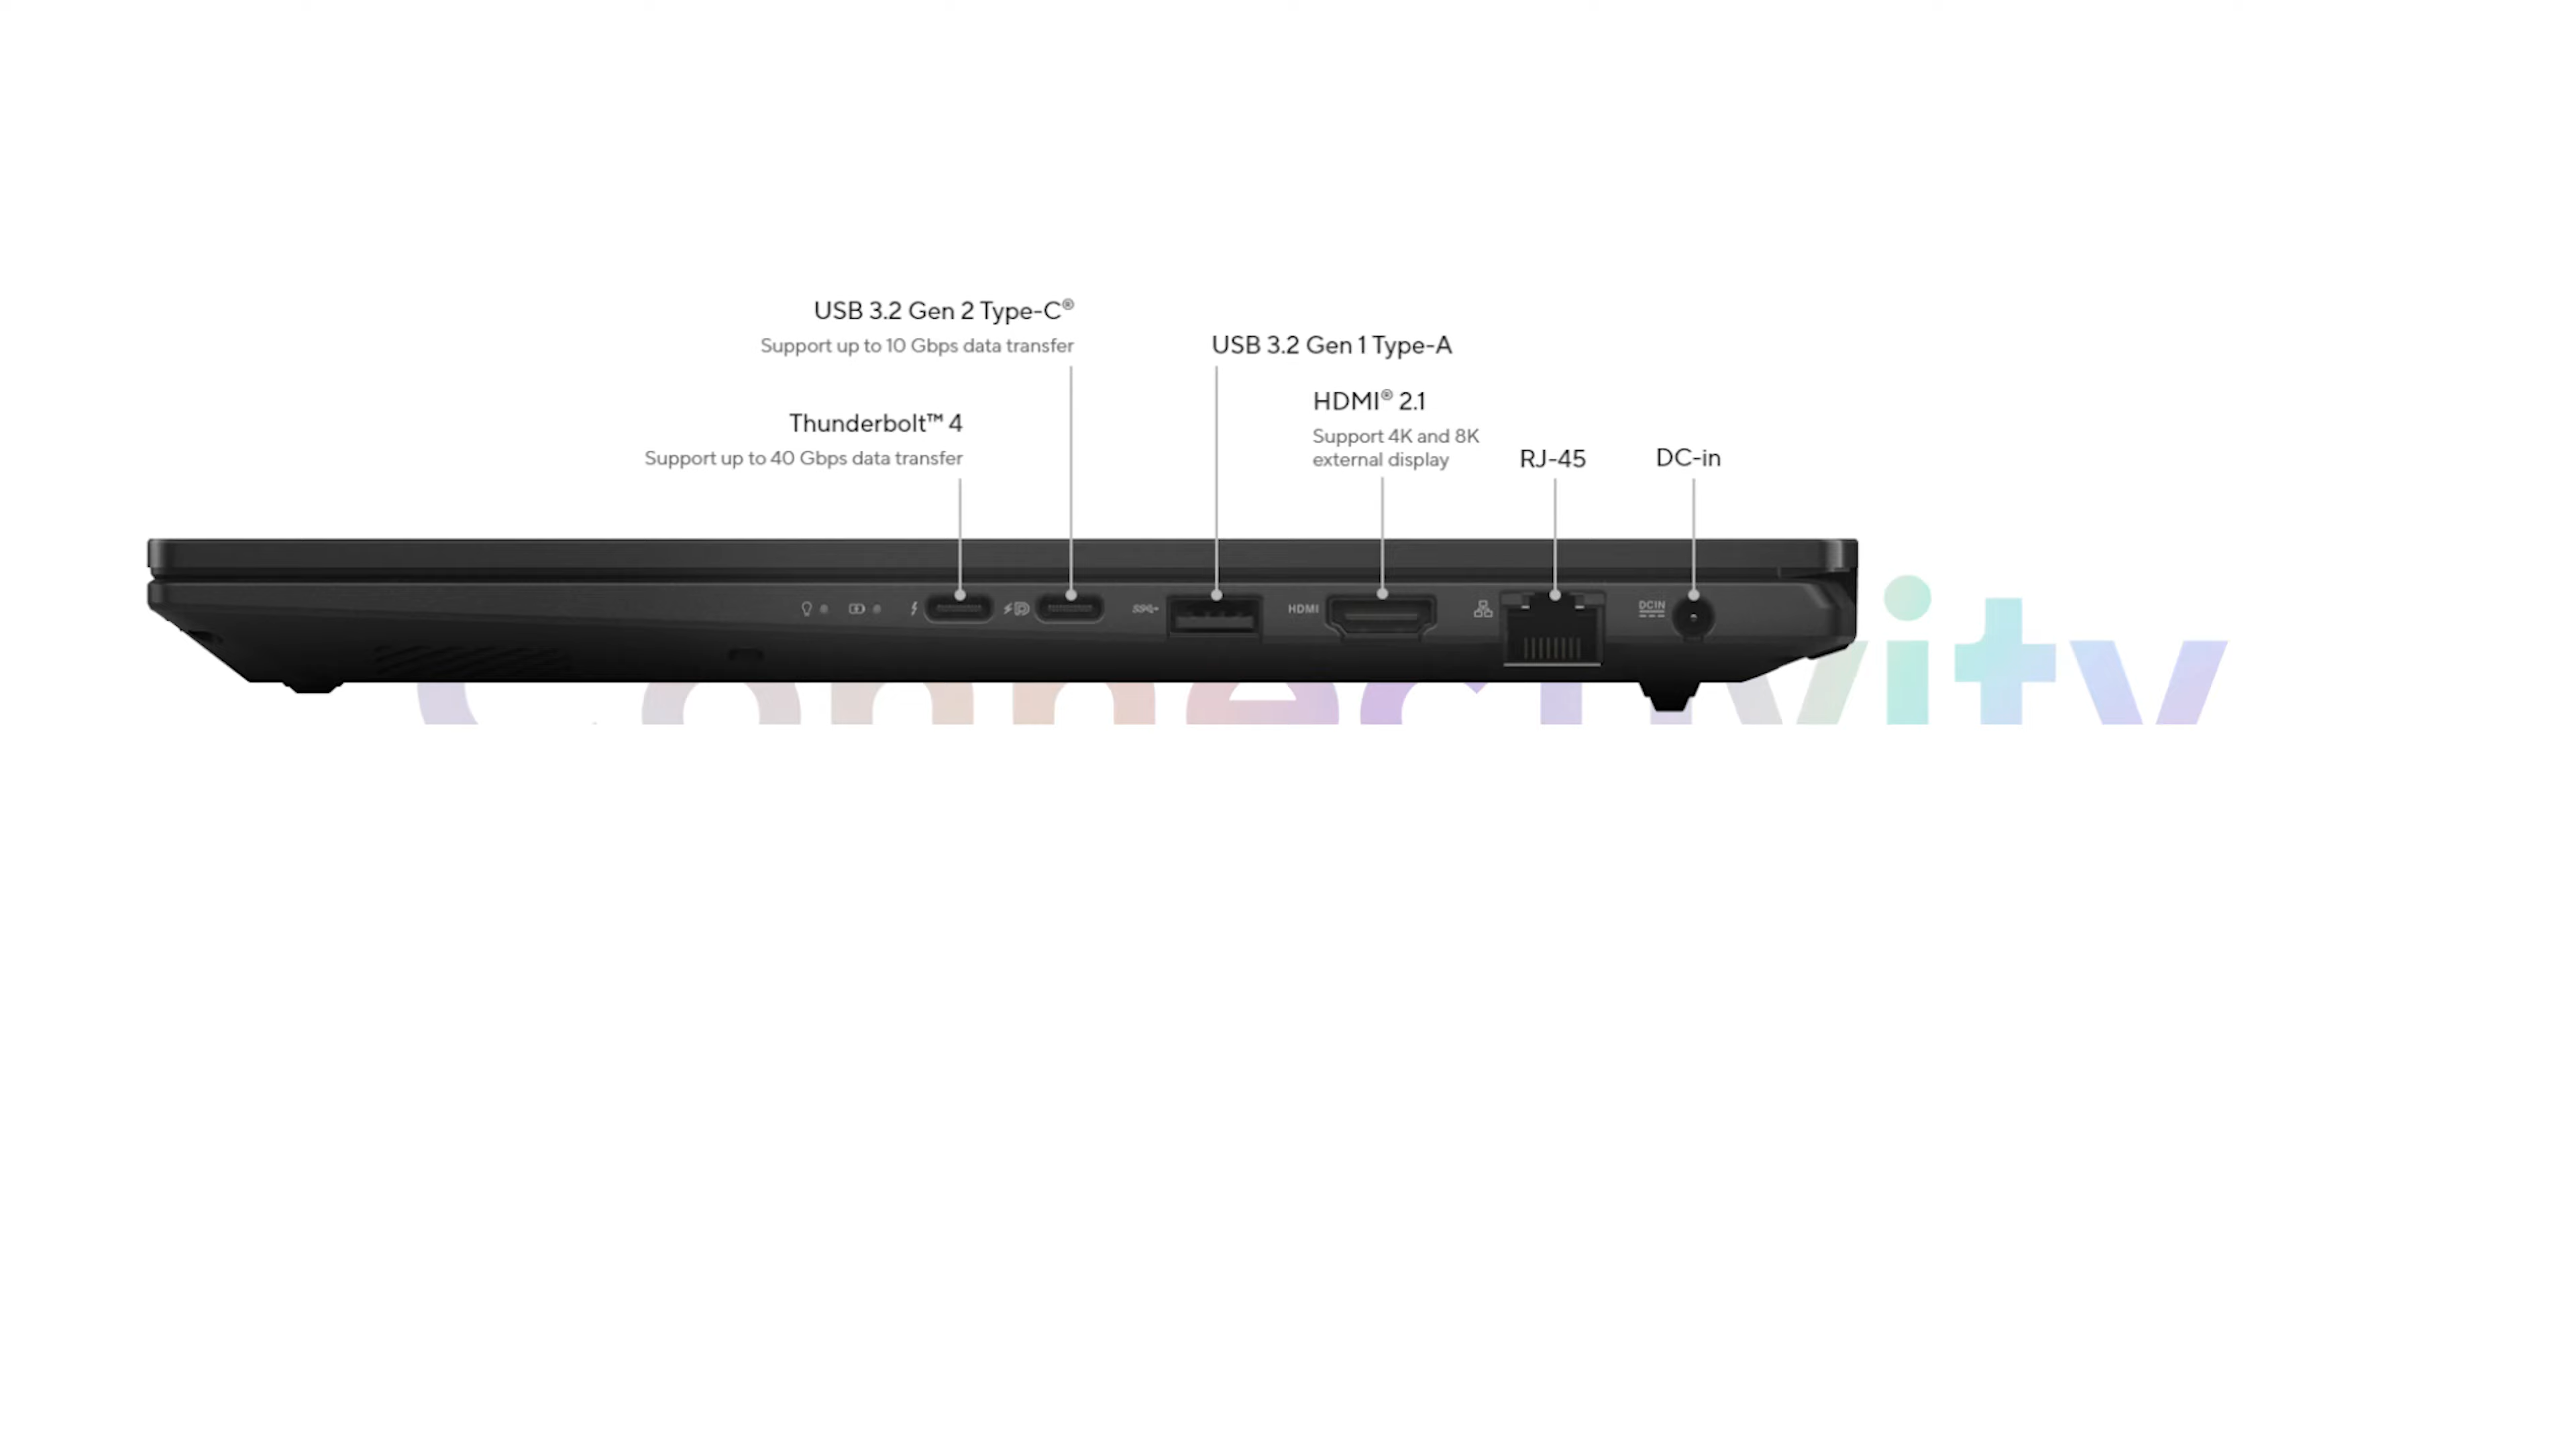 USB 3.2 Gen 2 Type-C®
Support up to 10 Gbps data transfer
USB 3.2 Gen 1 Type-A
HDMI® 2.1
Support 4K and 8K
external display
Thunderbolt™ 4
Support up to 40 Gbps data transfer
RJ-45
DC-in
HDMI
DCIN
Connectivity